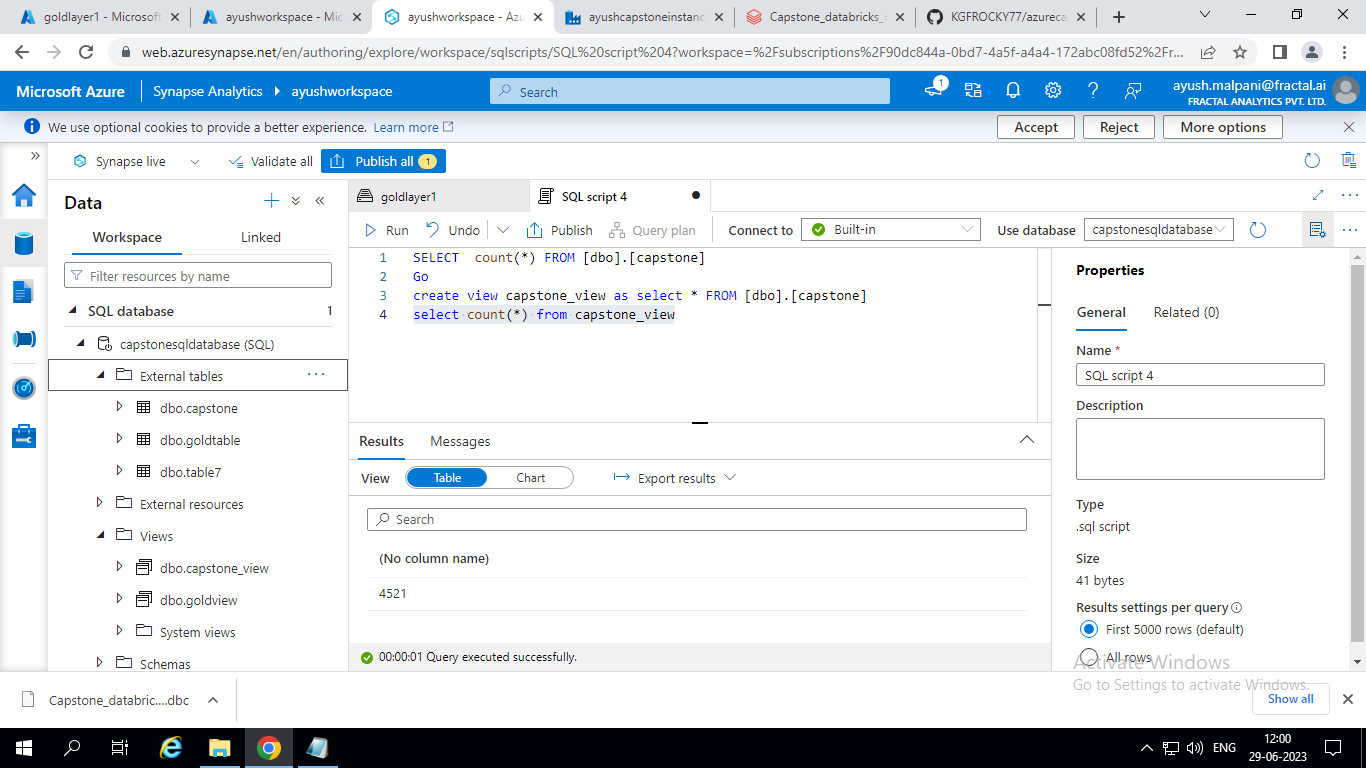 goldlayer1 - Microsoft
ayushworkspace - Mic
ayushworkspace - Azu
ayushcapstoneinstanc
Capstone_databricks_
KGFROCKY77/azureca
web.azuresynapse.net/en/authoring/explore/workspace/sqlscripts/SQL%20script%204?workspace=%2Fsubscriptions%2F90dc844a-0bd7-4a5f-a4a4-172abc08fd52%2Fr...
Microsoft Azure
Synapse Analytics
ayushworkspace
Search
1
ayush.malpani@fractal.ai
FRACTAL ANALYTICS PVT. LTD.
We use optional cookies to provide a better experience. Learn more
Accept
Reject
More options
Synapse live
Validate all
Publish all 1
Data
Workspace
Linked
Filter resources by name
SQL database 1
capstonesqldatabase (SQL)
External tables
dbo.capstone
dbo.goldtable
dbo.table7
External resources
Views
dbo.capstone_view
dbo.goldview
System views
Schemas
goldlayer1
SQL script 4
Run
Undo
Publish
Query plan
Connect to
Built-in
Use database
capstonesqldatabase
1 SELECT  count(*) FROM [dbo].[capstone]
2 Go
3 create view capstone_view as select * FROM [dbo].[capstone]
4 select count(*) from capstone_view
Results
Messages
View
Table
Chart
Export results
Search
(No column name)
4521
00:00:01 Query executed successfully.
Properties
General
Related (0)
Name *
SQL script 4
Description
Type
.sql script
Size
41 bytes
Results settings per query
First 5000 rows (default)
All rows
Activate Windows
Go to Settings to activate Windows.
Capstone_databric....dbc
Show all
ENG
12:00
29-06-2023